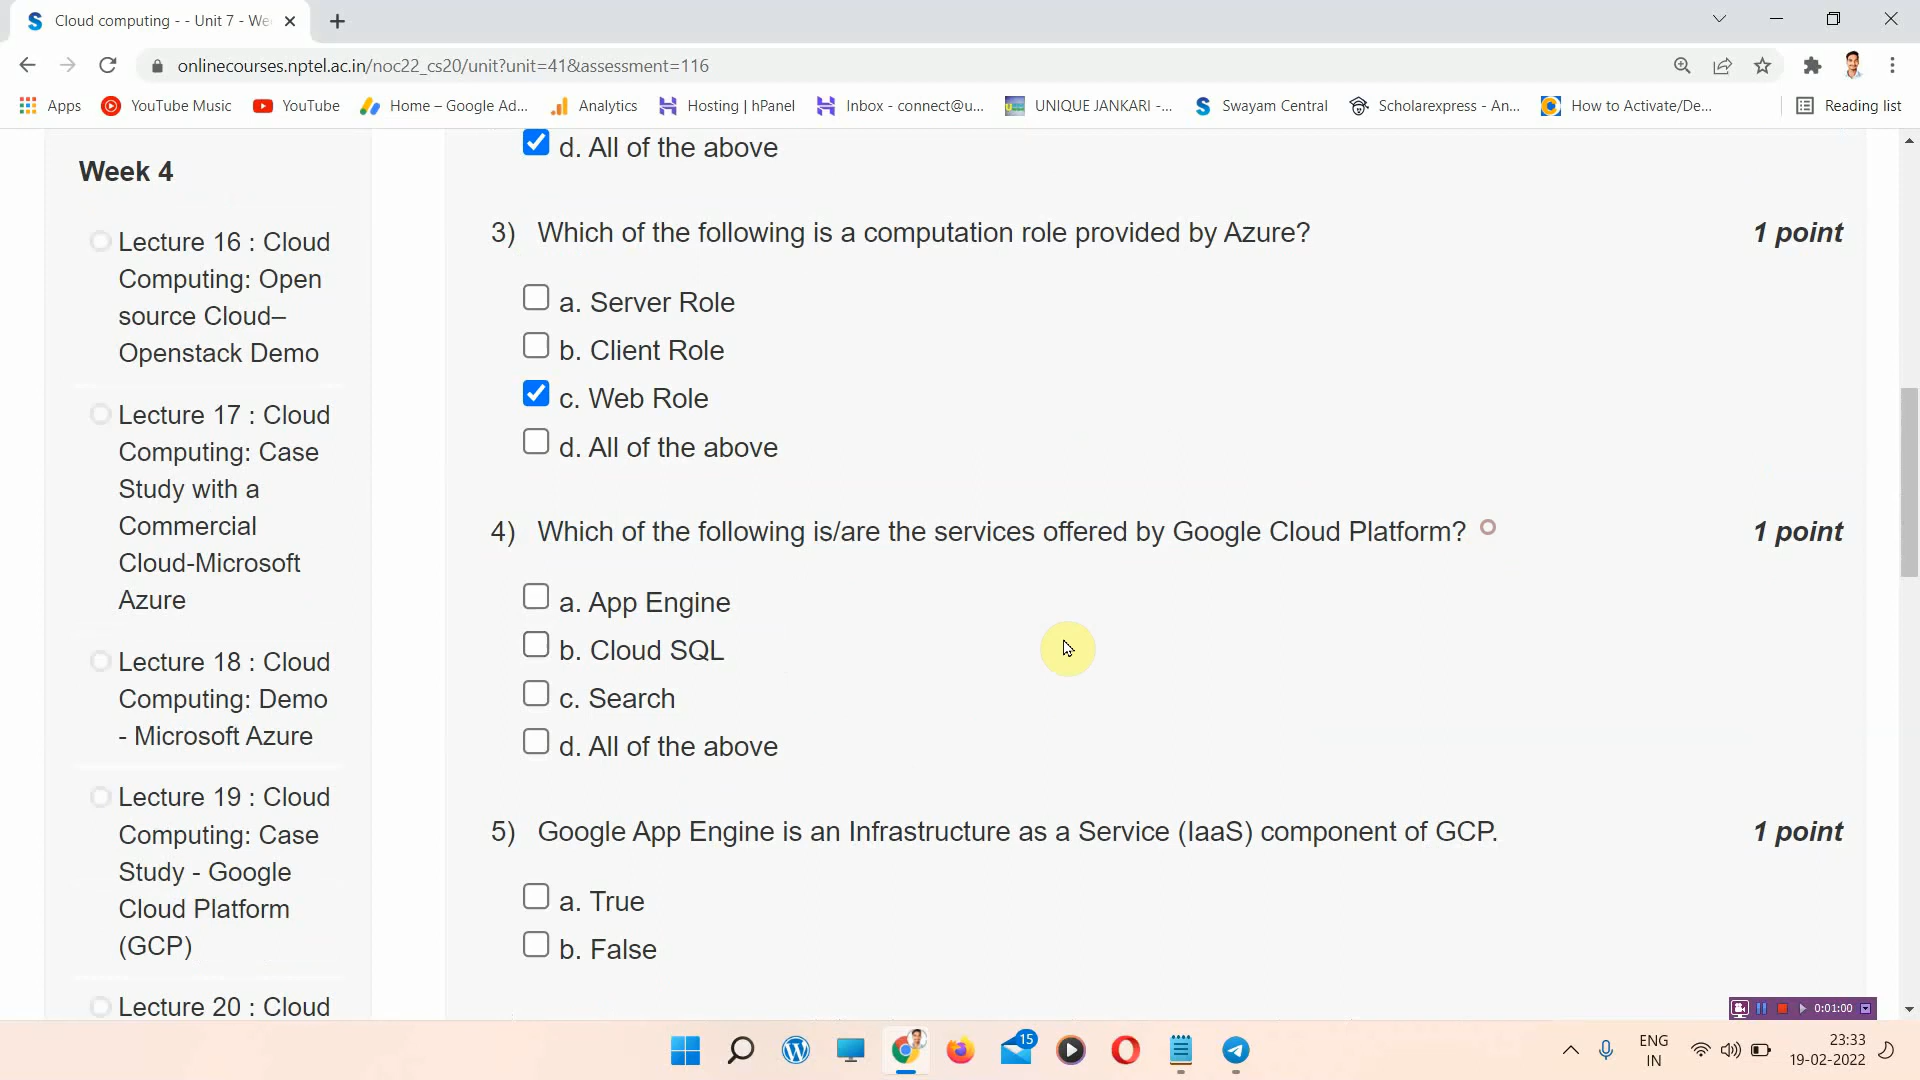 Cloud computing - - Unit 7 - We
onlinecourses.nptel.ac.in/noc22_cs20/unit?unit=41&assessment=116
Apps YouTube Music YouTube Home – Google Ad... Analytics Hosting | hPanel Inbox - connect@u... UNIQUE JANKARI -... Swayam Central Scholarexpress - An... How to Activate/De... Reading list
Week 4
Lecture 16 : Cloud
Computing: Open
source Cloud–
Openstack Demo
Lecture 17 : Cloud
Computing: Case
Study with a
Commercial
Cloud-Microsoft
Azure
Lecture 18 : Cloud
Computing: Demo
- Microsoft Azure
Lecture 19 : Cloud
Computing: Case
Study - Google
Cloud Platform
(GCP)
Lecture 20 : Cloud
d. All of the above
3) Which of the following is a computation role provided by Azure? 1 point
a. Server Role
b. Client Role
c. Web Role
d. All of the above
4) Which of the following is/are the services offered by Google Cloud Platform? 1 point
a. App Engine
b. Cloud SQL
c. Search
d. All of the above
5) Google App Engine is an Infrastructure as a Service (IaaS) component of GCP. 1 point
a. True
b. False
0:01:00
15
ENG
IN
23:33
19-02-2022